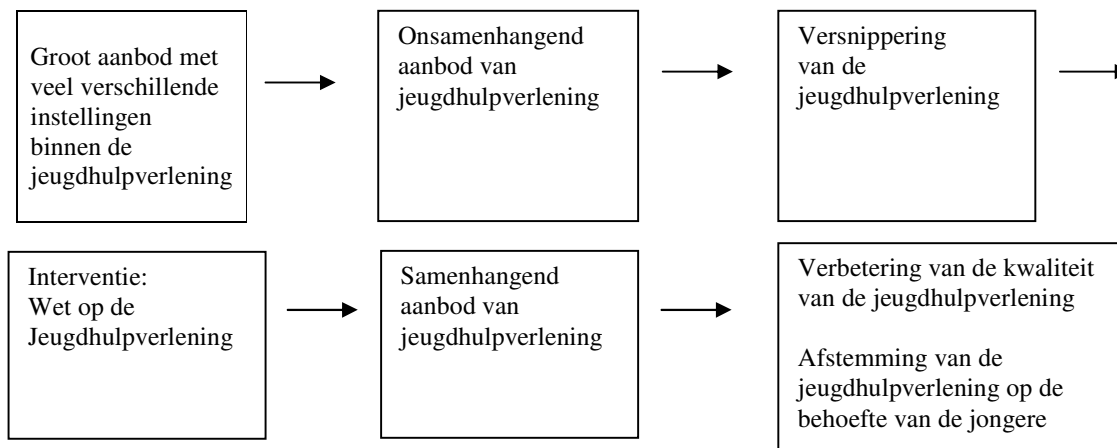 Groot aanbod met
veel verschillende
instellingen
binnen de
jeugdhulpverlening
Onsamenhangend
aanbod van
jeugdhulpverlening
Versnippering
van de
jeugdhulpverlening
Interventie:
Wet op de
Jeugdhulpverlening
Samenhangend
aanbod van
jeugdhulpverlening
Verbetering van de kwaliteit
van de jeugdhulpverlening
Afstemming van de
jeugdhulpverlening op de
behoefte van de jongere